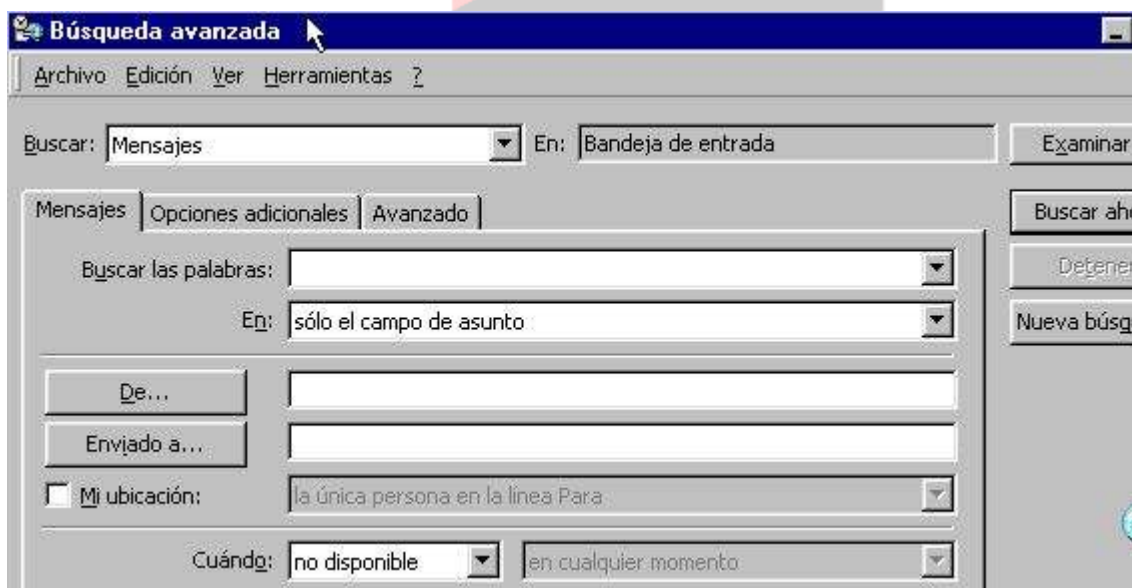 Búsqueda avanzada
Archivo Edición Ver Herramientas ?
Buscar: Mensajes En: Bandeja de entrada Examinar
Mensajes Opciones adicionales Avanzado Buscar aho
Buscar las palabras: Detener
En: sólo el campo de asunto Nueva búsq
De...
Enviado a...
Mi ubicación: la única persona en la línea Para
Cuándo: no disponible en cualquier momento